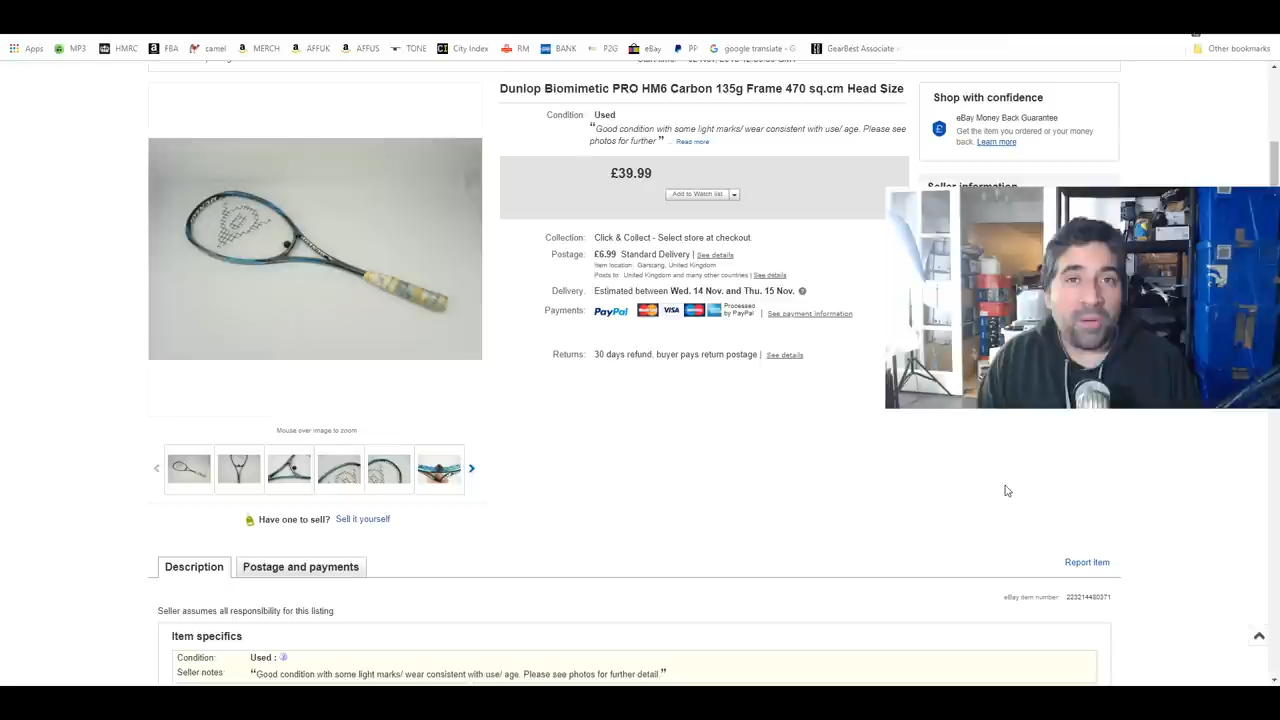 Apps MP3 HMRC FBA camel MERCH AFFUK AFFUS TONE City Index RM BANK P2G eBay PP google translate - G GearBest Associate Other bookmarks
Dunlop Biomimetic PRO HM6 Carbon 135g Frame 470 sq.cm Head Size
Condition: Used
"Good condition with some light marks/ wear consistent with use/ age. Please see
photos for further " ... Read more
£39.99
Add to Watch list
Collection: Click & Collect - Select store at checkout.
Postage: £6.99 Standard Delivery | See details
Item location: Garstang, United Kingdom
Posts to: United Kingdom and many other countries | See details
Delivery: Estimated between Wed. 14 Nov. and Thu. 15 Nov.
Payments: PayPal MasterCard VISA Maestro Processed by PayPal | See payment information
Returns: 30 days refund, buyer pays return postage | See details
Shop with confidence
eBay Money Back Guarantee
Get the item you ordered or your money
back. Learn more
Seller information
Mouse over image to zoom
Have one to sell? Sell it yourself
Description Postage and payments
Report item
eBay item number: 223214480371
Seller assumes all responsibility for this listing
Item specifics
Condition: Used :
Seller notes: "Good condition with some light marks/ wear consistent with use/ age. Please see photos for further detail."